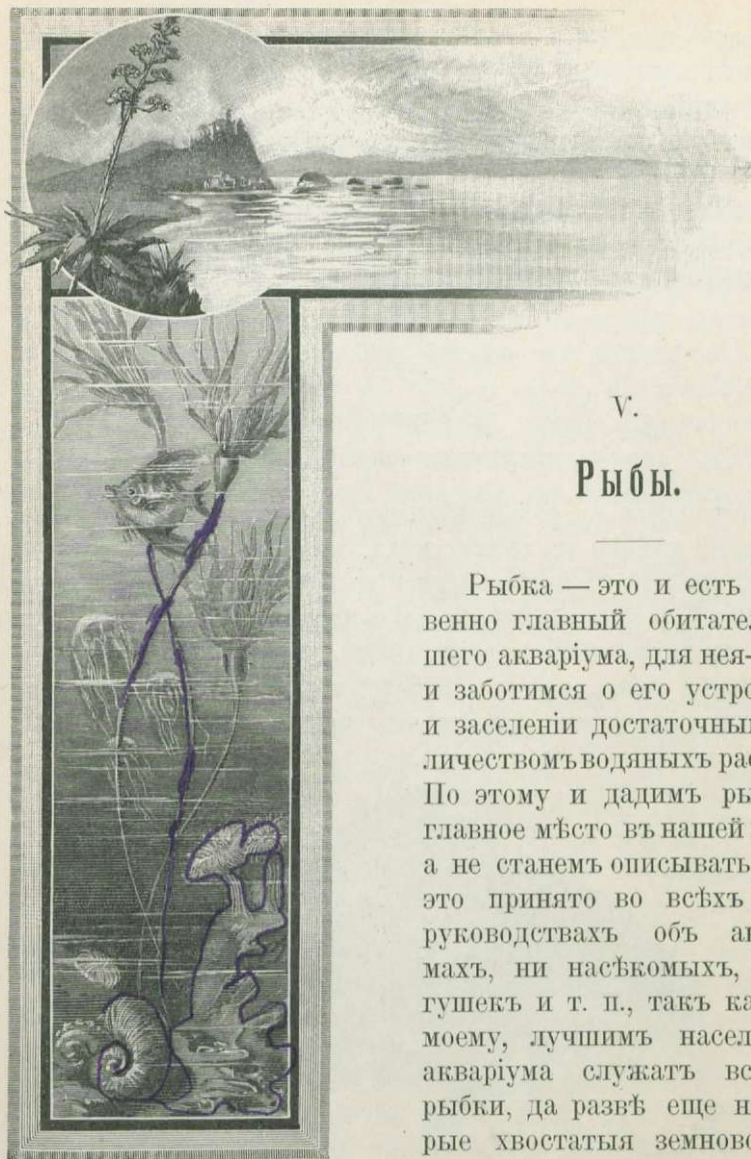 V.
Рыбы.
Рыбка — это и есть
венно главный обитател
шего акваріума, для нея-
и заботимся о его устро
и заселеніи достаточны
личествомъ водяныхъ рас
По этому и дадимъ ры
главное мѣсто въ нашей
а не станемъ описывать
это принято во всѣхъ
руководствахъ объ ак
махъ, ни насѣкомыхъ,
гушекъ и т. п., такъ ка
моему, лучшимъ насел
акваріума служатъ вс
рыбки, да развѣ еще н
рые хвостатыя земново